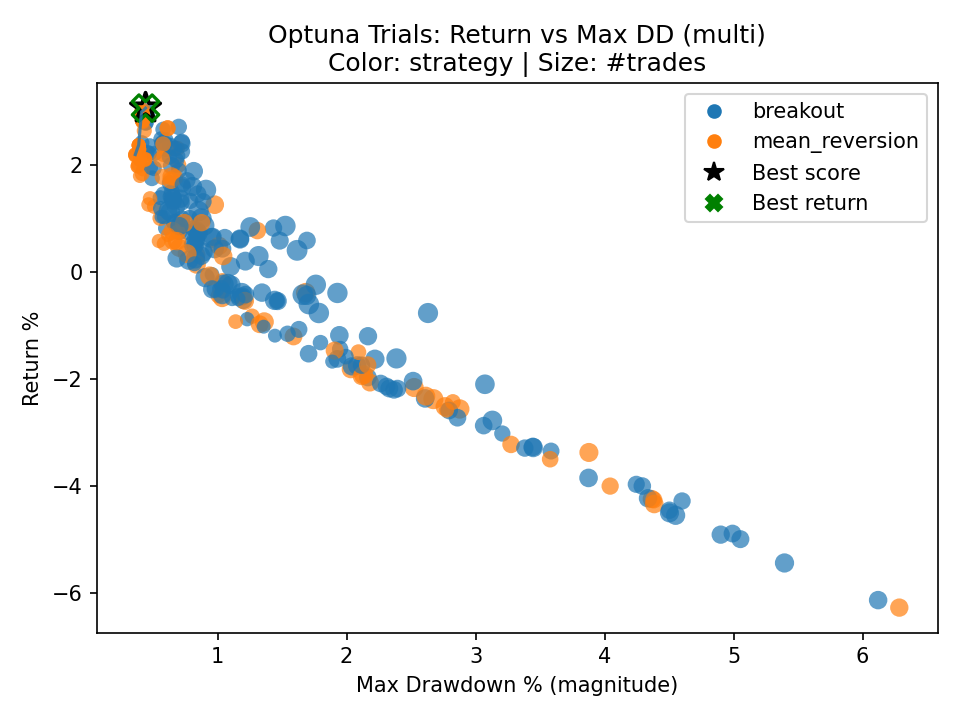 Optuna Trials: Return vs Max DD (multi)
Color: strategy | Size: #trades
breakout
mean_reversion
Best score
Best return
Return %
2
0
−2
−4
−6
1
2
3
4
5
6
Max Drawdown % (magnitude)